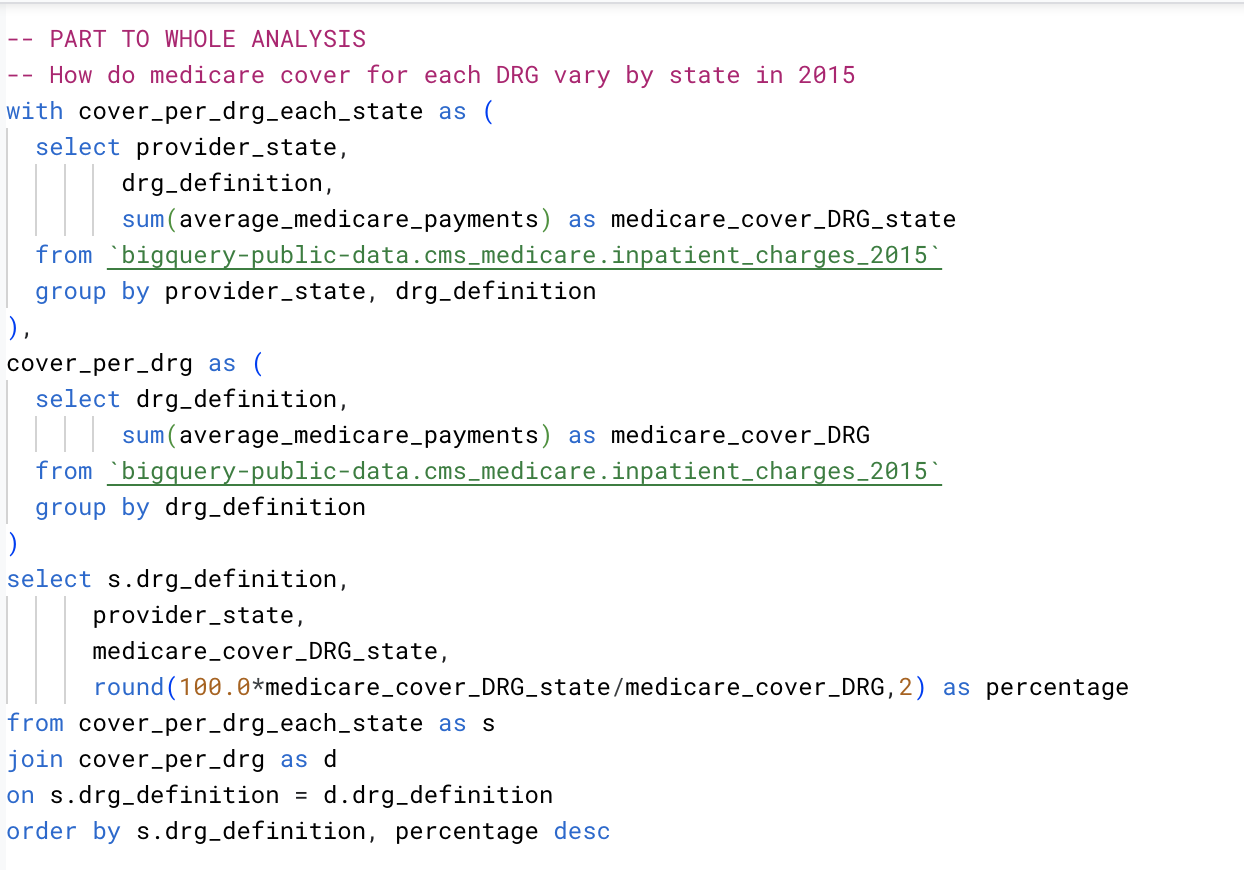 -- PART TO WHOLE ANALYSIS
-- How do medicare cover for each DRG vary by state in 2015
with cover_per_drg_each_state as (
  select provider_state,
        drg_definition,
        sum(average_medicare_payments) as medicare_cover_DRG_state
  from `bigquery-public-data.cms_medicare.inpatient_charges_2015`
  group by provider_state, drg_definition
),
cover_per_drg as (
  select drg_definition,
        sum(average_medicare_payments) as medicare_cover_DRG
  from `bigquery-public-data.cms_medicare.inpatient_charges_2015`
  group by drg_definition
)
select s.drg_definition,
      provider_state,
      medicare_cover_DRG_state,
      round(100.0*medicare_cover_DRG_state/medicare_cover_DRG,2) as percentage
from cover_per_drg_each_state as s
join cover_per_drg as d
on s.drg_definition = d.drg_definition
order by s.drg_definition, percentage desc